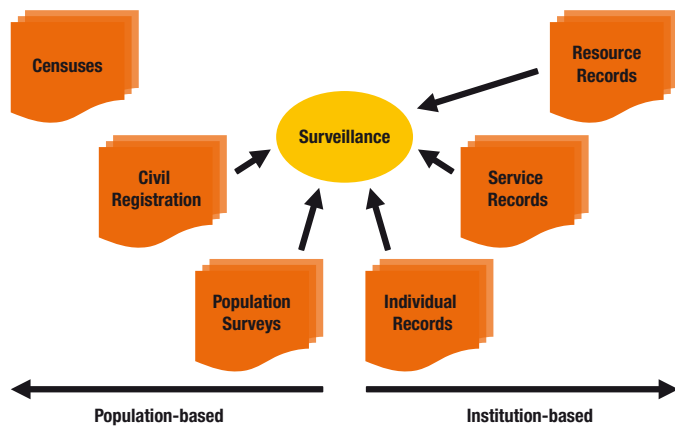 Censuses
Resource
Records
Surveillance
Civil
Registration
Service
Records
Population
Surveys
Individual
Records
Population-based
Institution-based